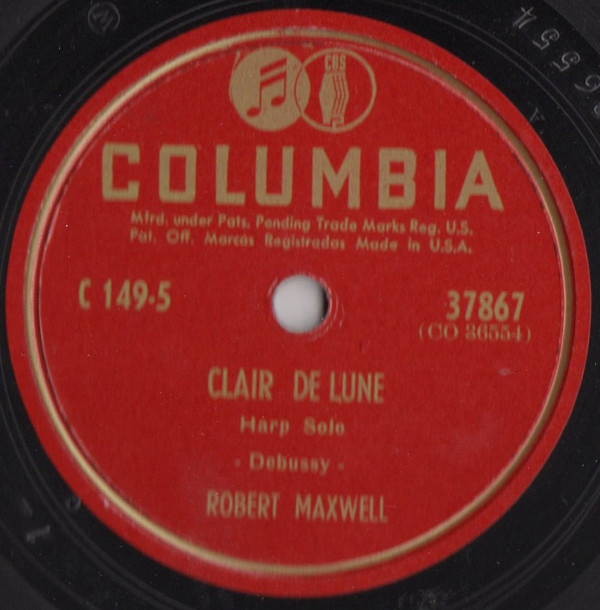 CBS
COLUMBIA
Mfrd. under Pats. Pending Trade Marks Reg. U.S.
Pat. Off. Marcas Registradas Made in U.S.A.
C 149-5
37867
(CO 36554)
CLAIR DE LUNE
Harp Solo
- Debussy -
ROBERT MAXWELL